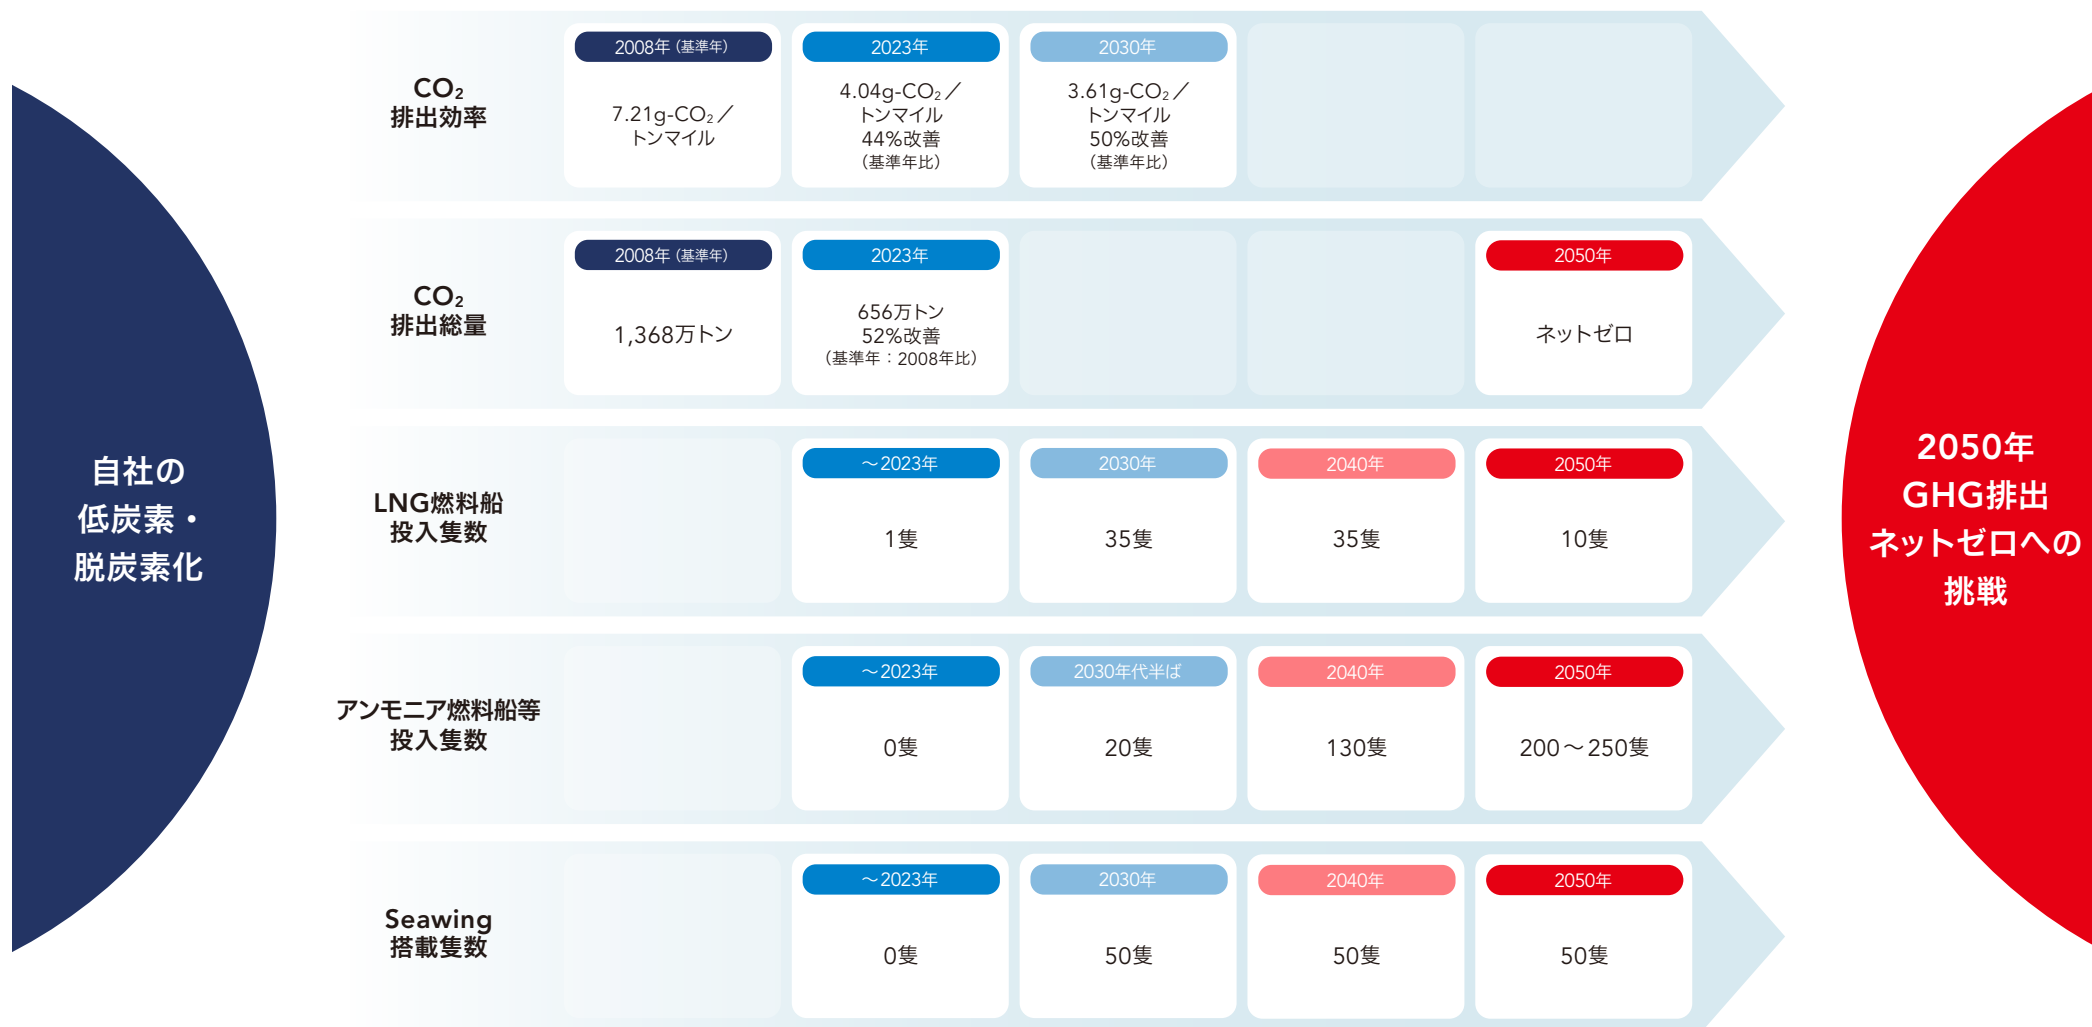 自社の
低炭素・
脱炭素化
CO₂
排出効率
2008年（基準年）
7.21g-CO₂／
トンマイル
2023年
4.04g-CO₂／
トンマイル
44%改善
（基準年比）
2030年
3.61g-CO₂／
トンマイル
50%改善
（基準年比）
CO₂
排出総量
2008年（基準年）
1,368万トン
2023年
656万トン
52%改善
（基準年：2008年比）
2050年
ネットゼロ
LNG燃料船
投入隻数
～2023年
1隻
2030年
35隻
2040年
35隻
2050年
10隻
アンモニア燃料船等
投入隻数
～2023年
0隻
2030年代半ば
20隻
2040年
130隻
2050年
200～250隻
Seawing
搭載隻数
～2023年
0隻
2030年
50隻
2040年
50隻
2050年
50隻
2050年
GHG排出
ネットゼロへの
挑戦